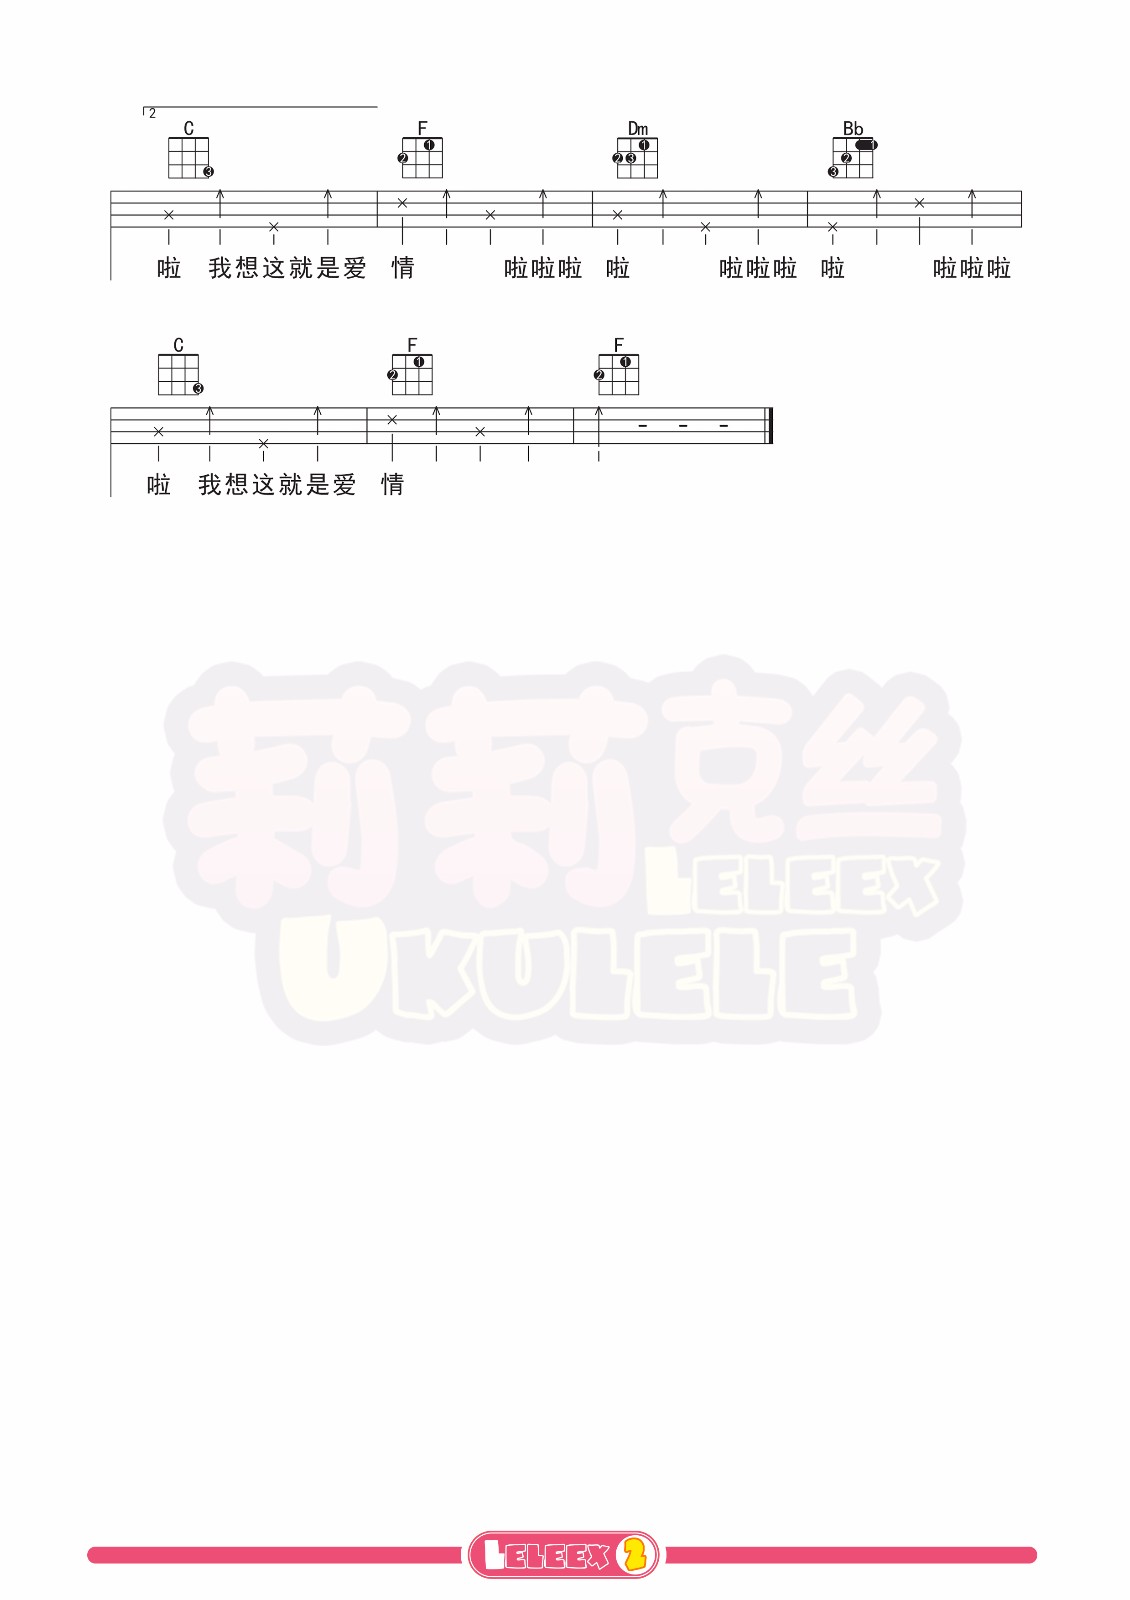 2
C F Dm Bb
3 2 1 2 3 1 3 2 1
啦 我想这就是爱 情 啦啦啦 啦 啦啦啦 啦 啦啦啦
C F F
3 2 1 2 1
啦 我想这就是爱 情
莉莉克丝
LELEEX
UKULELE
LELEEX 2